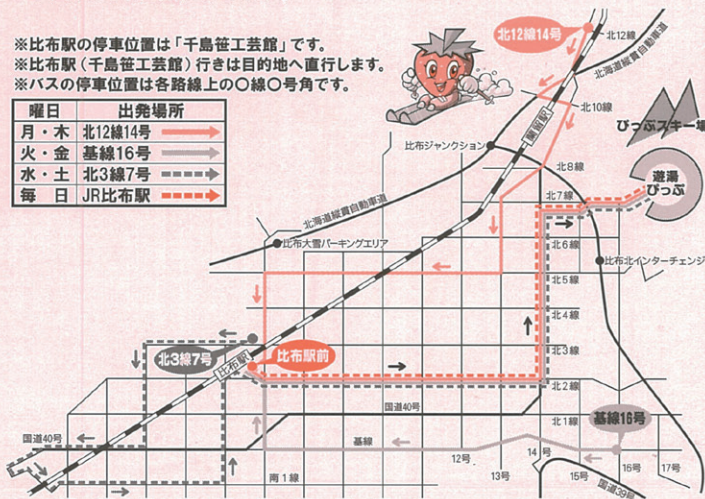 ※比布駅の停車位置は「千島笹工芸館」です。
※比布駅(千島笹工芸館)行きは目的地へ直行します。
※バスの停車位置は各路線上の〇線〇号角です。
曜日 出発場所
月・木 北12線14号
火・金 基線16号
水・土 北3線7号
毎日 JR比布駅
北12線14号
北12線
北海道縦貫自動車道
北10線
蘭留駅
比布ジャンクション
北8線
ぴっぷスキー場
遊湯
ぴっぷ
北7線
北海道縦貫自動車道
比布大雪パーキングエリア
北6線
比布北インターチェンジ
北5線
北4線
北3線7号
比布駅
比布駅前
北3線
北2線
国道40号
北1線
基線16号
国道40号
基線
12号
13号
14号
15号
16号
17号
南1線
国道39号